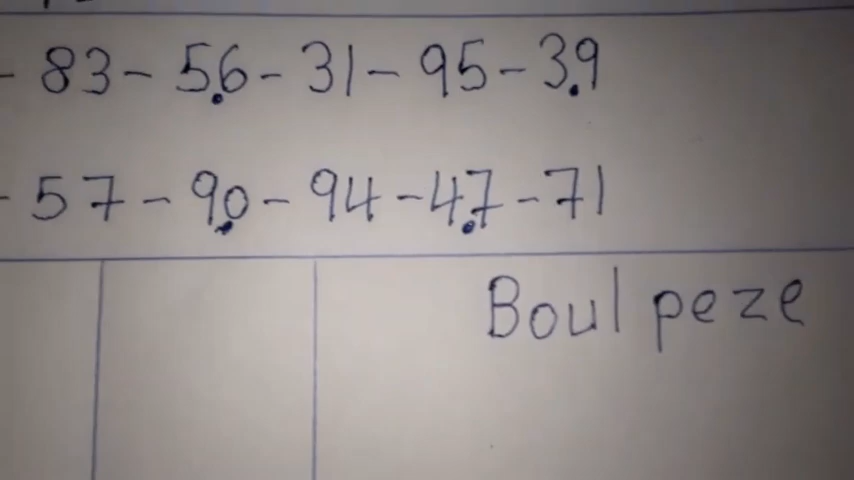 - 83 - 56 - 31 - 95 - 39
- 57 - 90 - 94 - 47 - 71
Boul peze